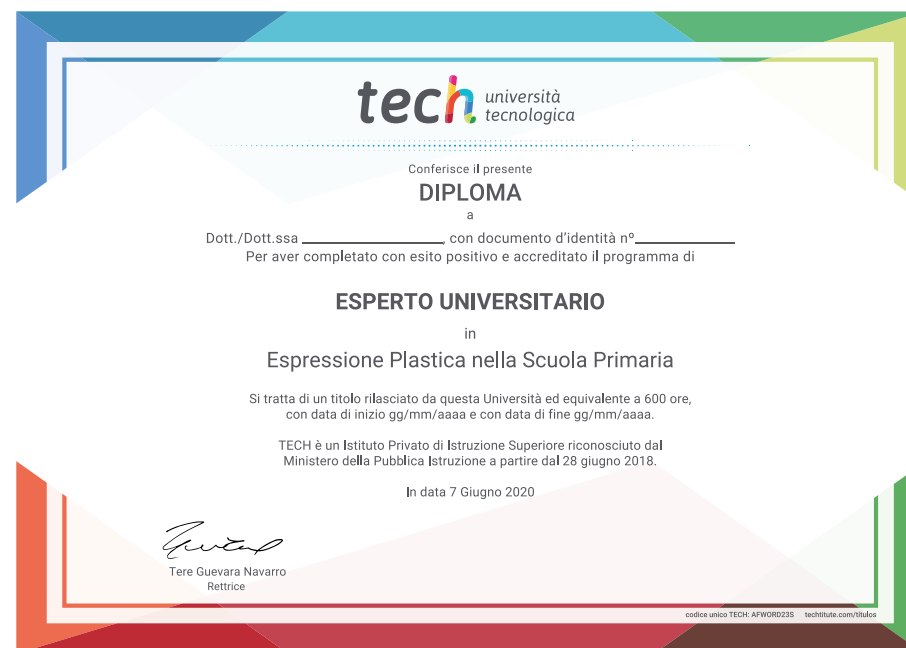 tech università
tecnologica
Conferisce il presente
DIPLOMA
a
Dott./Dott.ssa ____________________, con documento d'identità nº______________
Per aver completato con esito positivo e accreditato il programma di
ESPERTO UNIVERSITARIO
in
Espressione Plastica nella Scuola Primaria
Si tratta di un titolo rilasciato da questa Università ed equivalente a 600 ore,
con data di inizio gg/mm/aaaa e con data di fine gg/mm/aaaa.
TECH è un Istituto Privato di Istruzione Superiore riconosciuto dal
Ministero della Pubblica Istruzione a partire dal 28 giugno 2018.
In data 7 Giugno 2020
Tere Guevara Navarro
Rettrice
codice unico TECH: AFWORD23S techtitute.com/titulos